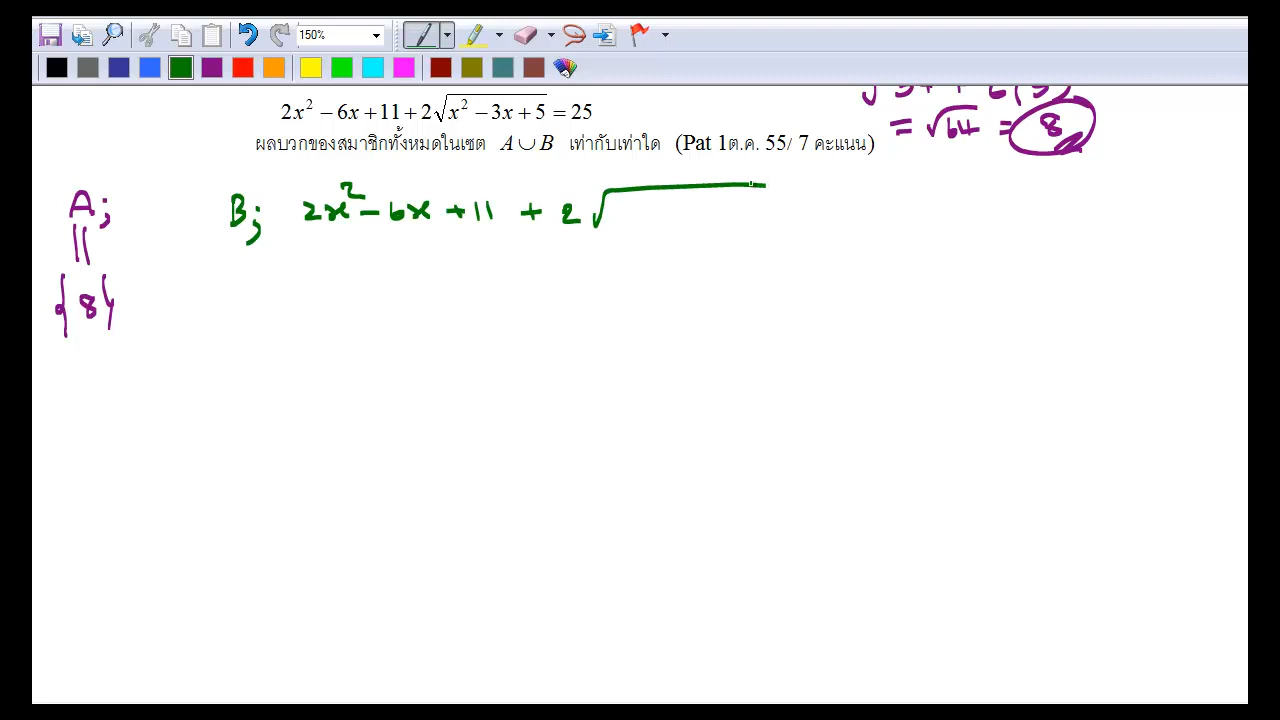 150%
2x² − 6x + 11 + 2√(x² − 3x + 5) = 25
= √64 = 8
ผลบวกของสมาชิกทั้งหมดในเซต A ∪ B เท่ากับเท่าใด (Pat 1ต.ค. 55/ 7 คะแนน)
A; B; 2x² − 6x + 11 + 2√
||
{8}